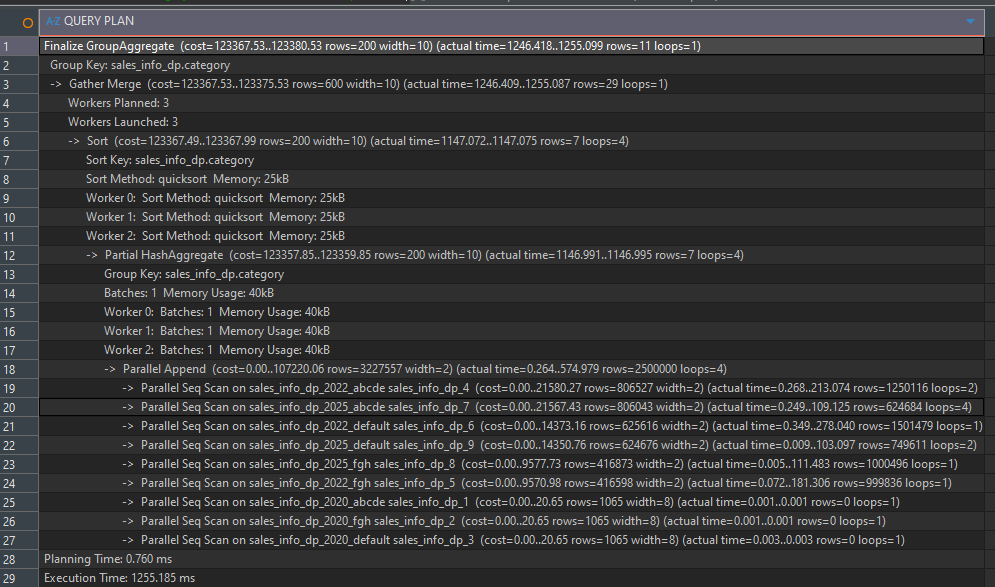 A-Z QUERY PLAN
1 Finalize GroupAggregate (cost=123367.53..123380.53 rows=200 width=10) (actual time=1246.418..1255.099 rows=11 loops=1)
2 Group Key: sales_info_dp.category
3 -> Gather Merge (cost=123367.53..123375.53 rows=600 width=10) (actual time=1246.409..1255.087 rows=29 loops=1)
4 Workers Planned: 3
5 Workers Launched: 3
6 -> Sort (cost=123367.49..123367.99 rows=200 width=10) (actual time=1147.072..1147.075 rows=7 loops=4)
7 Sort Key: sales_info_dp.category
8 Sort Method: quicksort Memory: 25kB
9 Worker 0: Sort Method: quicksort Memory: 25kB
10 Worker 1: Sort Method: quicksort Memory: 25kB
11 Worker 2: Sort Method: quicksort Memory: 25kB
12 -> Partial HashAggregate (cost=123357.85..123359.85 rows=200 width=10) (actual time=1146.991..1146.995 rows=7 loops=4)
13 Group Key: sales_info_dp.category
14 Batches: 1 Memory Usage: 40kB
15 Worker 0: Batches: 1 Memory Usage: 40kB
16 Worker 1: Batches: 1 Memory Usage: 40kB
17 Worker 2: Batches: 1 Memory Usage: 40kB
18 -> Parallel Append (cost=0.00..107220.06 rows=3227557 width=2) (actual time=0.264..574.979 rows=2500000 loops=4)
19 -> Parallel Seq Scan on sales_info_dp_2022_abcde sales_info_dp_4 (cost=0.00..21580.27 rows=806527 width=2) (actual time=0.268..213.074 rows=1250116 loops=2)
20 -> Parallel Seq Scan on sales_info_dp_2025_abcde sales_info_dp_7 (cost=0.00..21567.43 rows=806043 width=2) (actual time=0.249..109.125 rows=624684 loops=4)
21 -> Parallel Seq Scan on sales_info_dp_2022_default sales_info_dp_6 (cost=0.00..14373.16 rows=625616 width=2) (actual time=0.349..278.040 rows=1501479 loops=1)
22 -> Parallel Seq Scan on sales_info_dp_2025_default sales_info_dp_9 (cost=0.00..14350.76 rows=624676 width=2) (actual time=0.009..103.097 rows=749611 loops=2)
23 -> Parallel Seq Scan on sales_info_dp_2025_fgh sales_info_dp_8 (cost=0.00..9577.73 rows=416873 width=2) (actual time=0.005..111.483 rows=1000496 loops=1)
24 -> Parallel Seq Scan on sales_info_dp_2022_fgh sales_info_dp_5 (cost=0.00..9570.98 rows=416598 width=2) (actual time=0.072..181.306 rows=999836 loops=1)
25 -> Parallel Seq Scan on sales_info_dp_2020_abcde sales_info_dp_1 (cost=0.00..20.65 rows=1065 width=8) (actual time=0.001..0.001 rows=0 loops=1)
26 -> Parallel Seq Scan on sales_info_dp_2020_fgh sales_info_dp_2 (cost=0.00..20.65 rows=1065 width=8) (actual time=0.001..0.001 rows=0 loops=1)
27 -> Parallel Seq Scan on sales_info_dp_2020_default sales_info_dp_3 (cost=0.00..20.65 rows=1065 width=8) (actual time=0.003..0.003 rows=0 loops=1)
28 Planning Time: 0.760 ms
29 Execution Time: 1255.185 ms